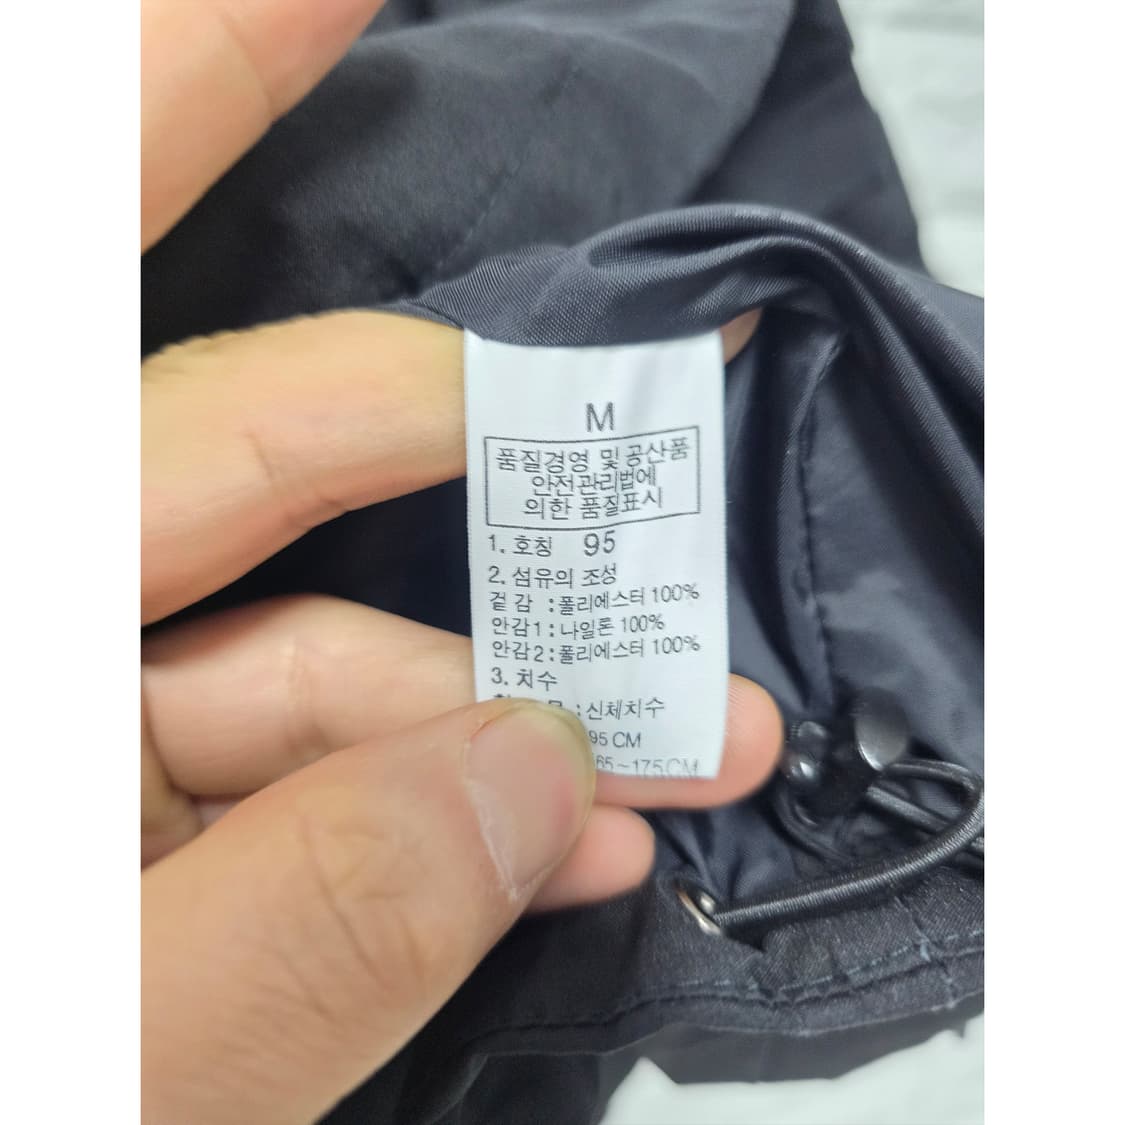 M
품질경영 및 공산품
안전관리법에
의한 품질표시
1. 호칭 95
2. 섬유의 조성
겉감 : 폴리에스터 100%
안감1 : 나일론 100%
안감2 : 폴리에스터 100%
3. 치수
: 신체치수
95 CM
65~175CM